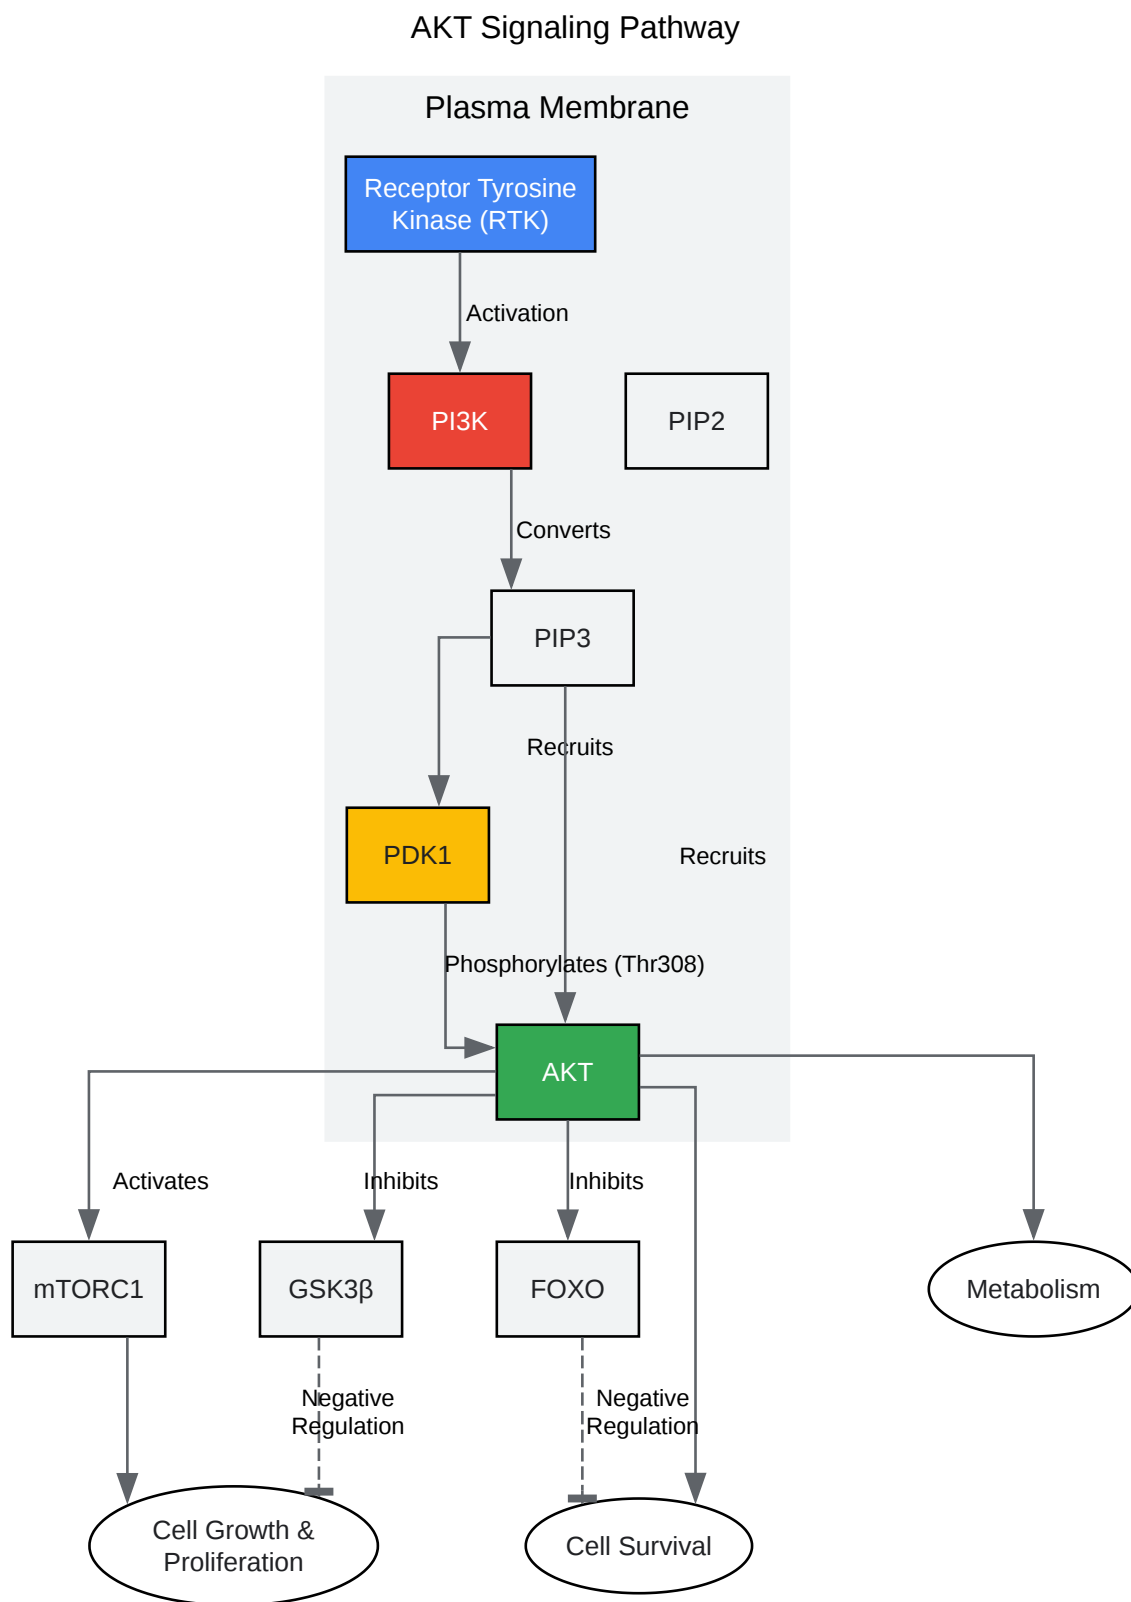 AKT Signaling Pathway
Plasma Membrane
Receptor Tyrosine
Kinase (RTK)
Activation
PI3K
PIP2
Converts
PIP3
Recruits
PDK1
Recruits
Phosphorylates (Thr308)
AKT
Activates
Inhibits
Inhibits
mTORC1
GSK3β
FOXO
Metabolism
Negative
Regulation
Negative
Regulation
Cell Growth &
Proliferation
Cell Survival